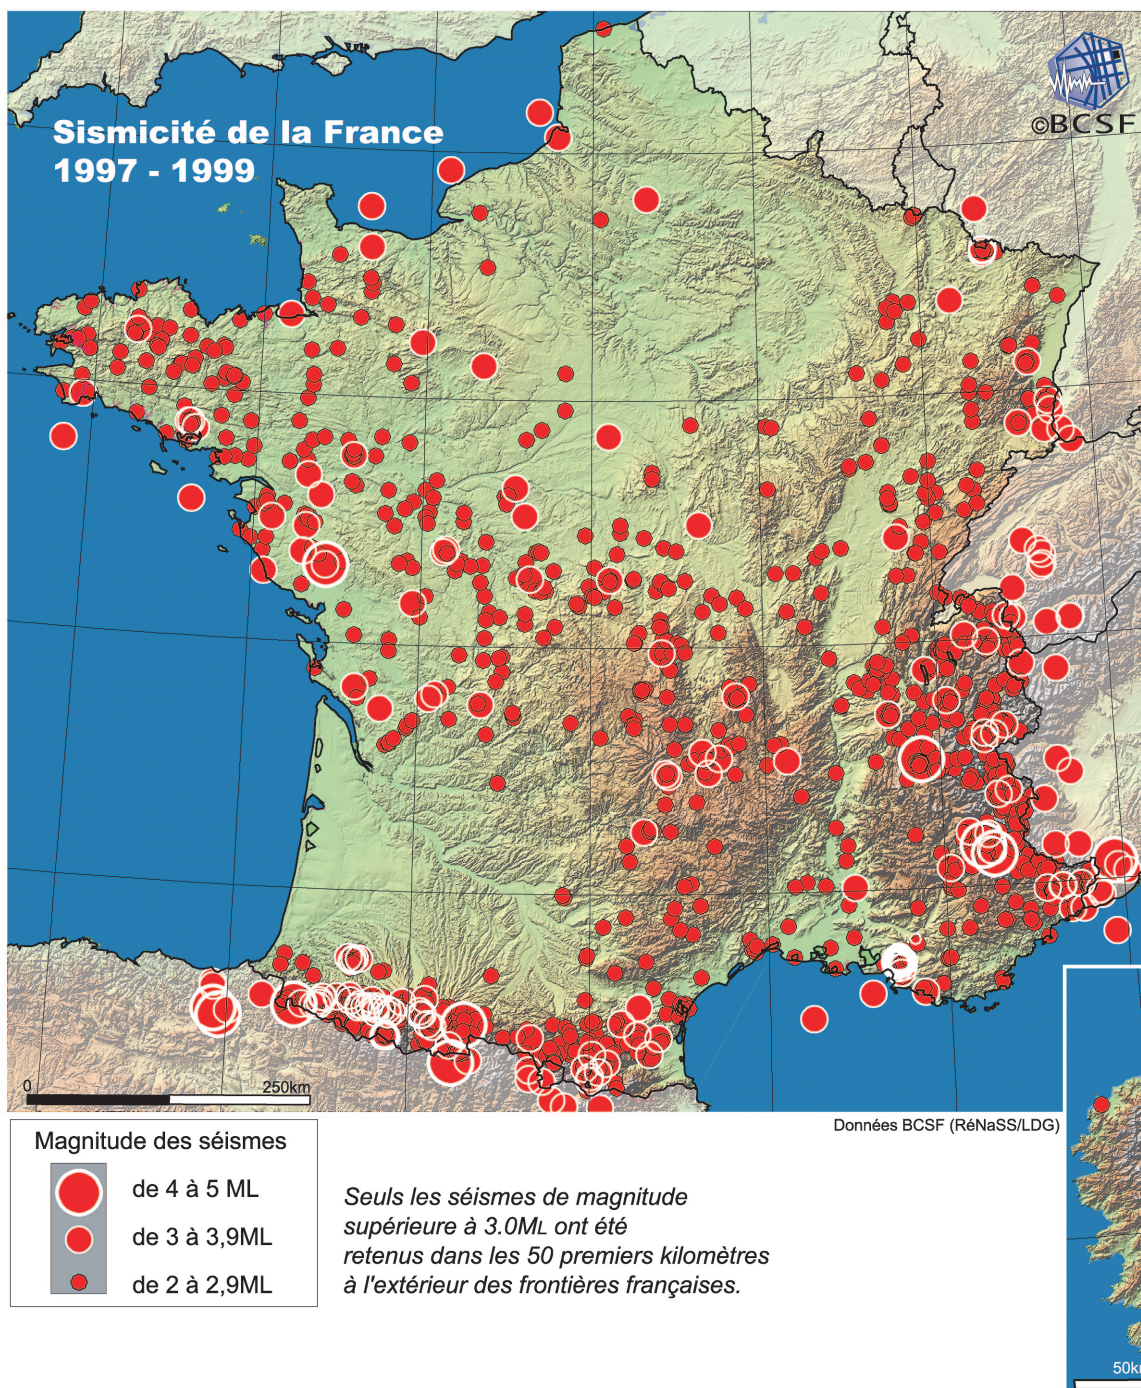 ©BCSF
Sismicité de la France
1997 - 1999
0
250km
Données BCSF (RéNaSS/LDG)
Magnitude des séismes
de 4 à 5 ML
de 3 à 3,9ML
de 2 à 2,9ML
Seuls les séismes de magnitude
supérieure à 3.0ML ont été
retenus dans les 50 premiers kilomètres
à l'extérieur des frontières françaises.